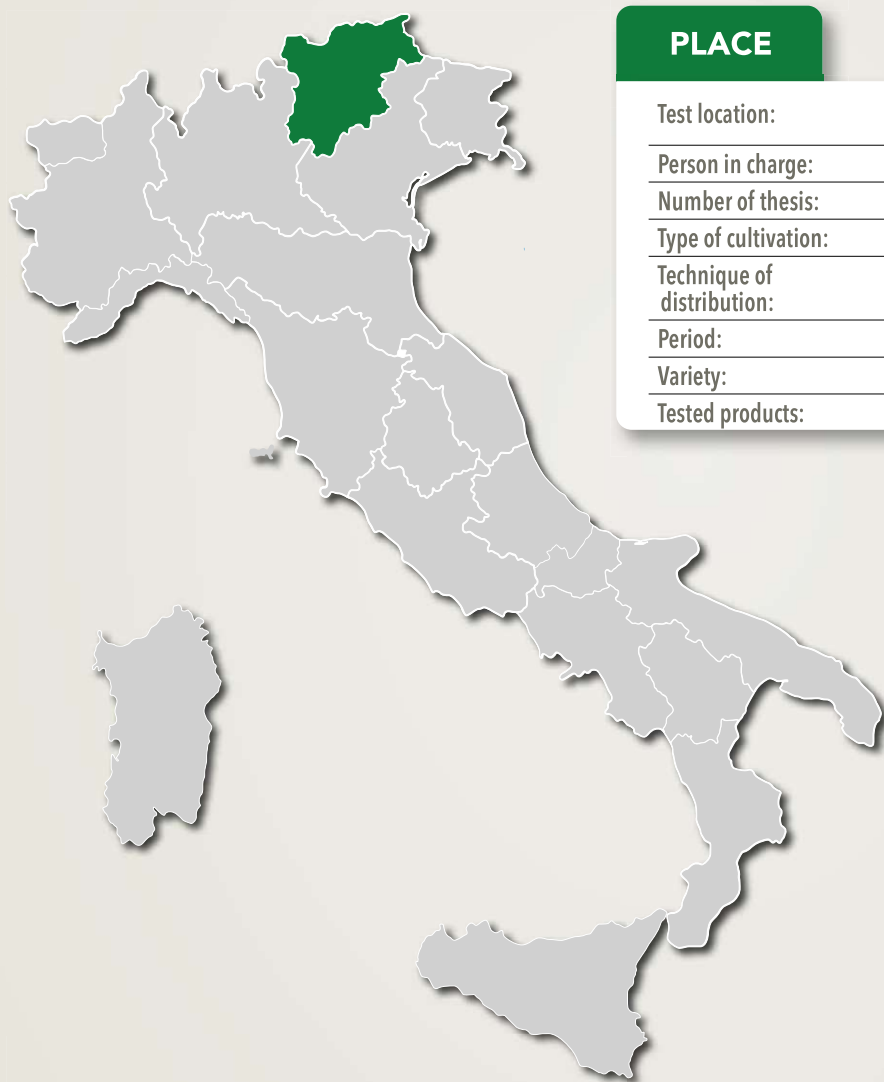 PLACE
Test location:
Person in charge:
Number of thesis:
Type of cultivation:
Technique of
distribution:
Period:
Variety:
Tested products: